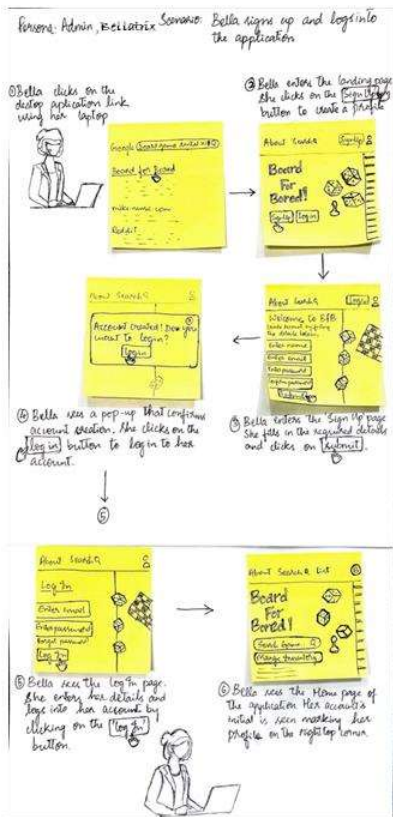 Persona: Admin, Bellatrix
Scenario: Bella signs up and logs into
the application
① Bella clicks on the
desktop application link
using her laptop
Google
Board for Board
Reddit
② Bella enters the landing page
She clicks on the Sign Up
button to create a profile
About Search Sign Up
Board
For
Bored!
Sign Up Log in
About Search Log in
Welcome to BfB
Enter name
Enter email
Enter password
Submit
③ Bella enters the Sign Up page
She fills in the required details
and clicks on submit.
About Search
Account created! Do you
want to login?
Log in
④ Bella sees a pop-up that confirms
account creation. She clicks on the
log in button to login to her
account.
⑤
About Search
Log In
Enter email
Enter password
Forgot password
Log In
⑤ Bella sees the Log In page.
She enters her details and
logs into her account by
clicking on the 'log in'
button.
About Search List
Board
For
Bored!
Search Game
Manage Inventory
⑥ Bella sees the Home page of
the application Her account's
initial is seen marking her
profile on the right top corner.